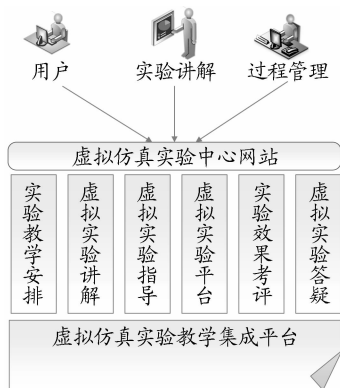 用户 实验讲解 过程管理
虚拟仿真实验中心网站
实验教学安排
虚拟实验讲解
虚拟实验指导
虚拟实验平台
实验效果考评
虚拟实验答疑
虚拟仿真实验教学集成平台